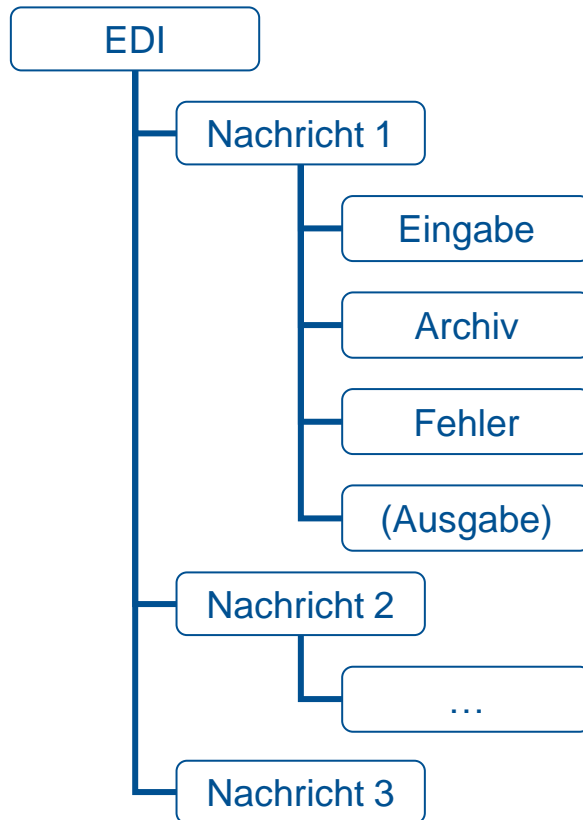 EDI
Nachricht 1
Eingabe
Archiv
Fehler
(Ausgabe)
Nachricht 2
…
Nachricht 3